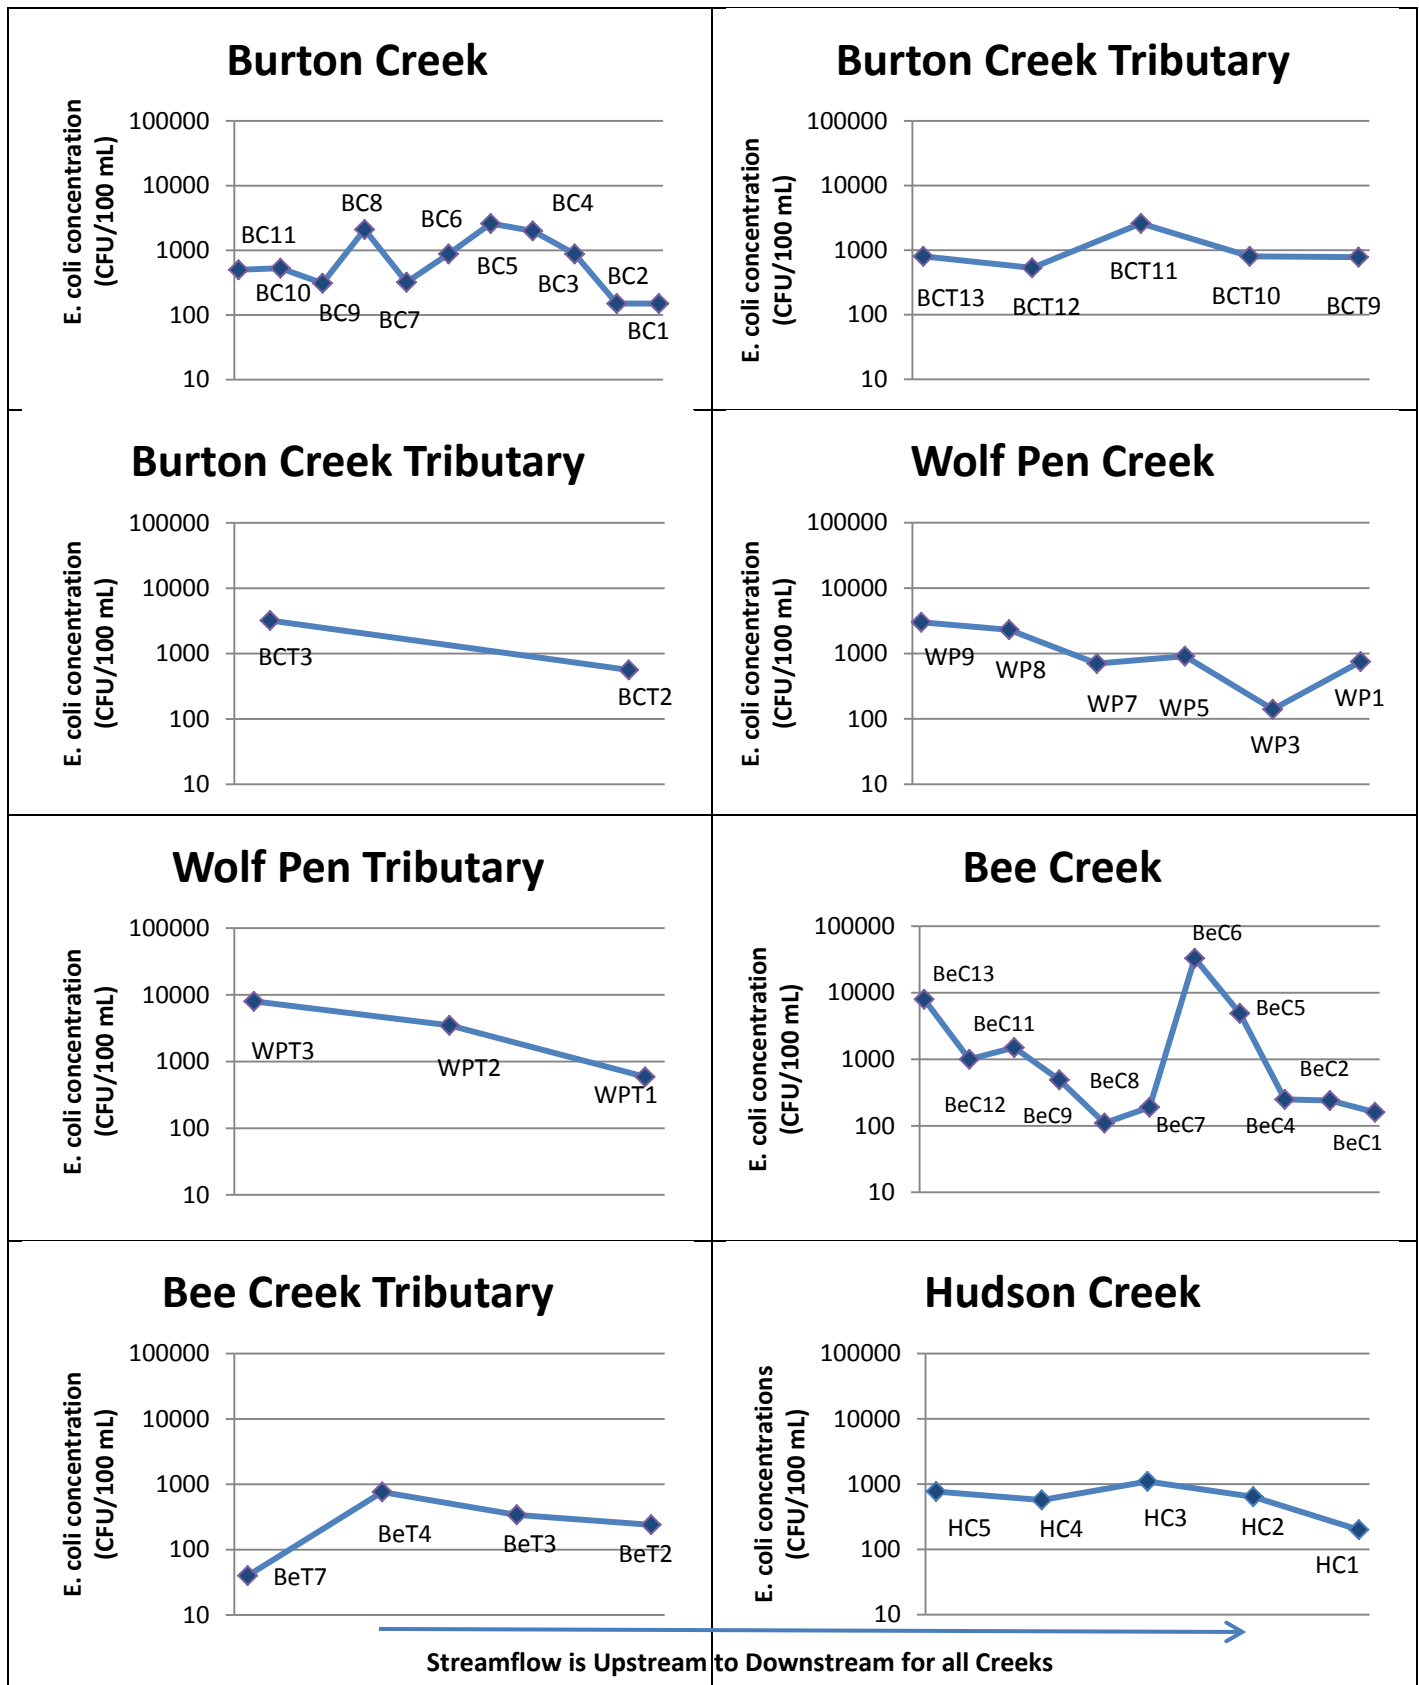 Burton Creek
E. coli concentration
(CFU/100 mL)
100000
10000
1000
100
10
BC11
BC10
BC9
BC8
BC7
BC6
BC5
BC4
BC3
BC2
BC1
Burton Creek Tributary
E. coli concentration
(CFU/100 mL)
100000
10000
1000
100
10
BCT13
BCT12
BCT11
BCT10
BCT9
Burton Creek Tributary
E. coli concentration
(CFU/100 mL)
100000
10000
1000
100
10
BCT3
BCT2
Wolf Pen Creek
E. coli concentration
(CFU/100 mL)
100000
10000
1000
100
10
WP9
WP8
WP7
WP5
WP3
WP1
Wolf Pen Tributary
E. coli concentration
(CFU/100 mL)
100000
10000
1000
100
10
WPT3
WPT2
WPT1
Bee Creek
E. coli concentration
(CFU/100 mL)
100000
10000
1000
100
10
BeC13
BeC12
BeC11
BeC9
BeC8
BeC7
BeC6
BeC5
BeC4
BeC2
BeC1
Bee Creek Tributary
E. coli concentration
(CFU/100 mL)
100000
10000
1000
100
10
BeT7
BeT4
BeT3
BeT2
Hudson Creek
E. coli concentrations
(CFU/100 mL)
100000
10000
1000
100
10
HC5
HC4
HC3
HC2
HC1
Streamflow is Upstream to Downstream for all Creeks